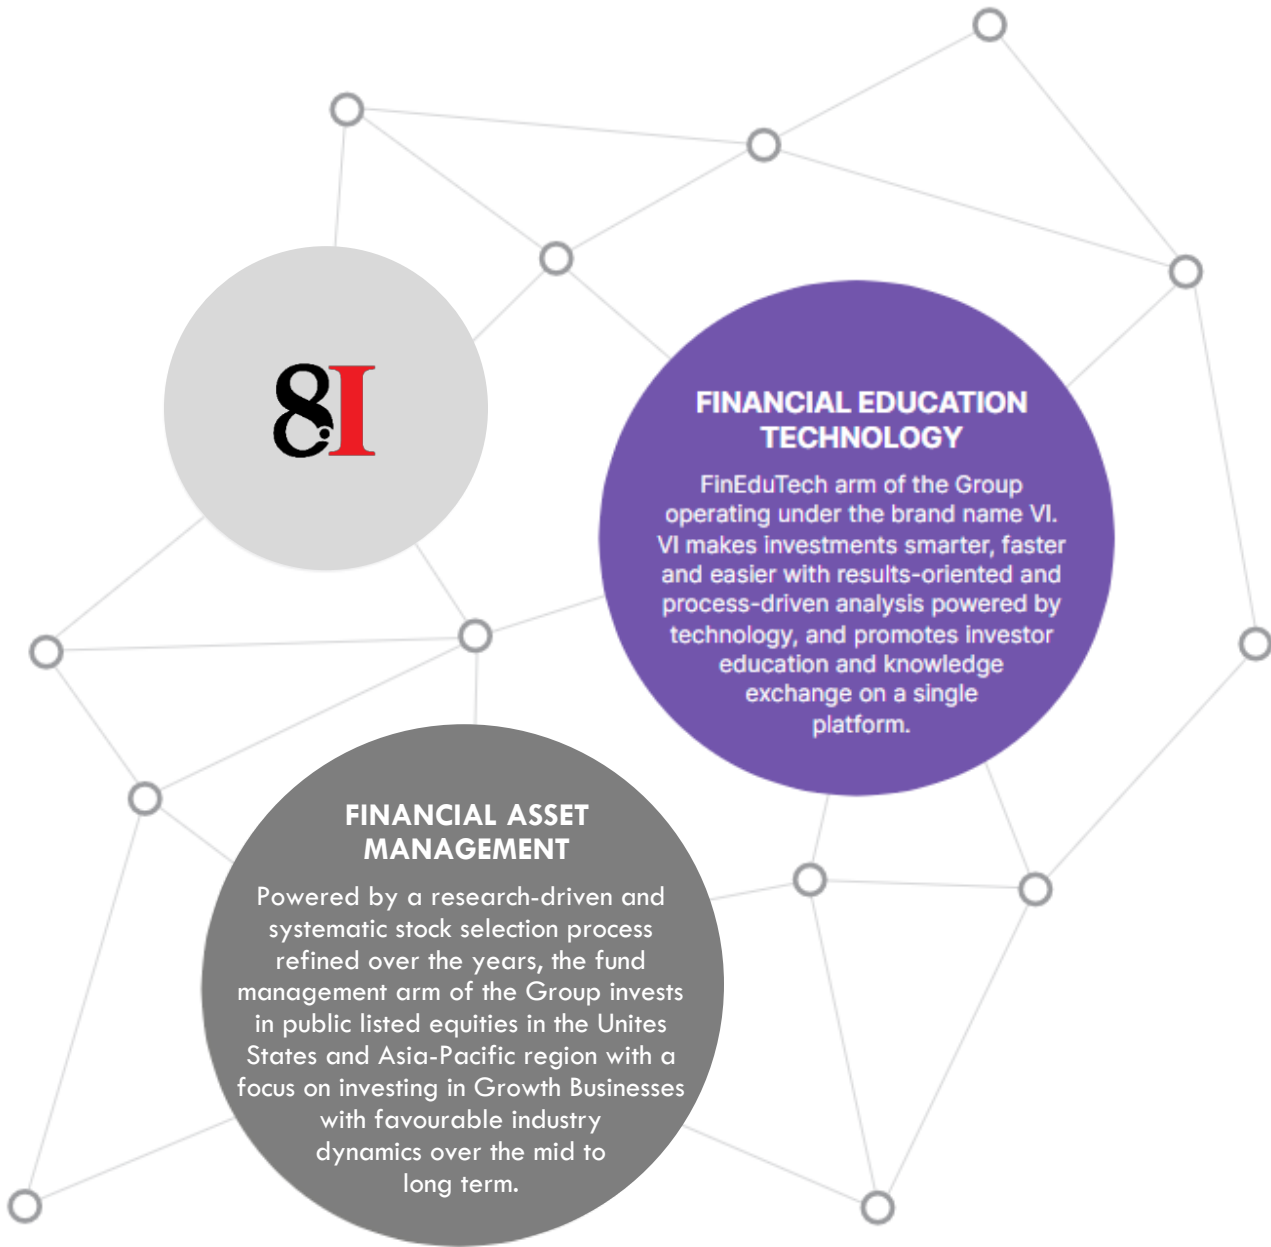 8I
FINANCIAL EDUCATION
TECHNOLOGY
FinEduTech arm of the Group
operating under the brand name VI.
VI makes investments smarter, faster
and easier with results-oriented and
process-driven analysis powered by
technology, and promotes investor
education and knowledge
exchange on a single
platform.
FINANCIAL ASSET
MANAGEMENT
Powered by a research-driven and
systematic stock selection process
refined over the years, the fund
management arm of the Group invests
in public listed equities in the Unites
States and Asia-Pacific region with a
focus on investing in Growth Businesses
with favourable industry
dynamics over the mid to
long term.